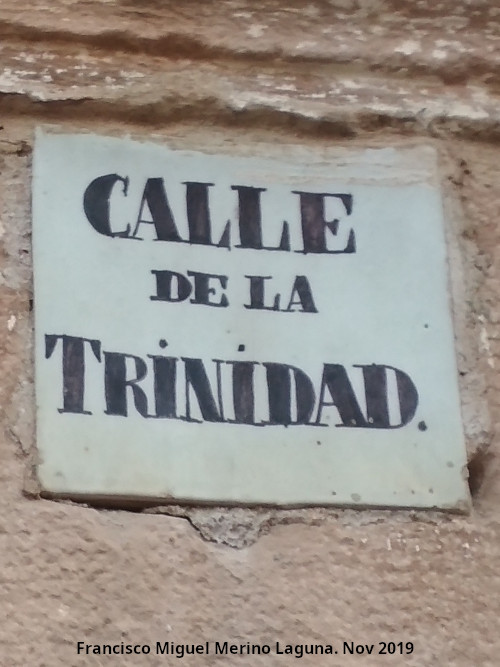 CALLE
DE LA
TRINIDAD.
Francisco Miguel Merino Laguna. Nov 2019